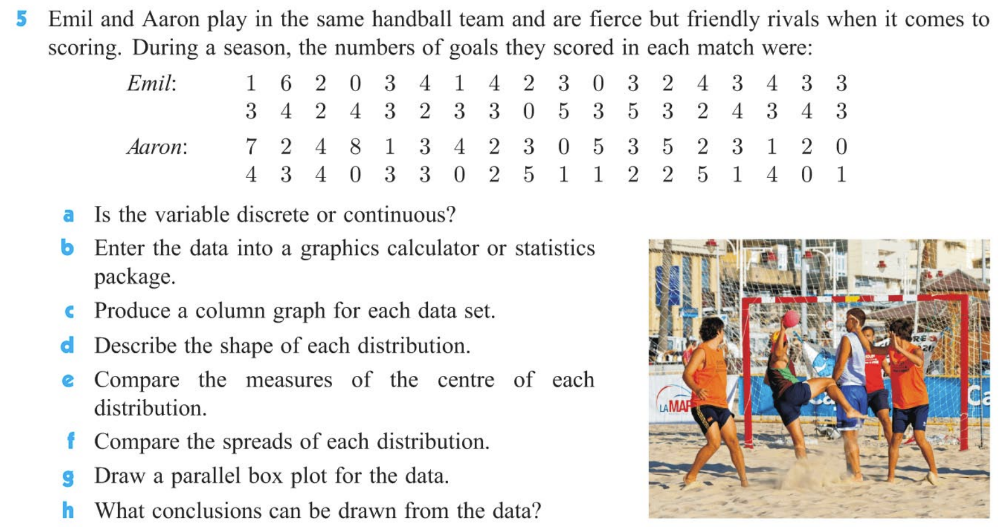 5 Emil and Aaron play in the same handball team and are fierce but friendly rivals when it comes to
scoring. During a season, the numbers of goals they scored in each match were:
Emil: 1 6 2 0 3 4 1 4 2 3 0 3 2 4 3 4 3 3
3 4 2 4 3 2 3 3 0 5 3 5 3 2 4 3 4 3
Aaron: 7 2 4 8 1 3 4 2 3 0 5 3 5 2 3 1 2 0
4 3 4 0 3 3 0 2 5 1 1 2 2 5 1 4 0 1
a Is the variable discrete or continuous?
b Enter the data into a graphics calculator or statistics
package.
c Produce a column graph for each data set.
d Describe the shape of each distribution.
e Compare the measures of the centre of each
distribution.
f Compare the spreads of each distribution.
g Draw a parallel box plot for the data.
h What conclusions can be drawn from the data?
LAMAR
Ca